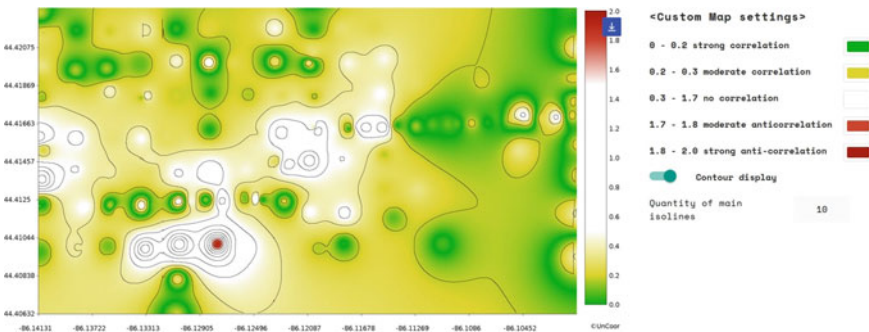 44.42075
44.41869
44.41663
44.41457
44.4125
44.41044
44.40838
44.40632
-86.14131 -86.13722 -86.13313 -86.12905 -86.12496 -86.12087 -86.11678 -86.11269 -86.1086 -86.10452
2.0
1.8
1.6
1.4
1.2
1.0
0.8
0.6
0.4
0.2
0.0
©UnCoor
<Custom Map settings>
0 - 0.2 strong correlation
0.2 - 0.3 moderate correlation
0.3 - 1.7 no correlation
1.7 - 1.8 moderate anticorrelation
1.8 - 2.0 strong anti-correlation
Contour display
Quantity of main
isolines
10